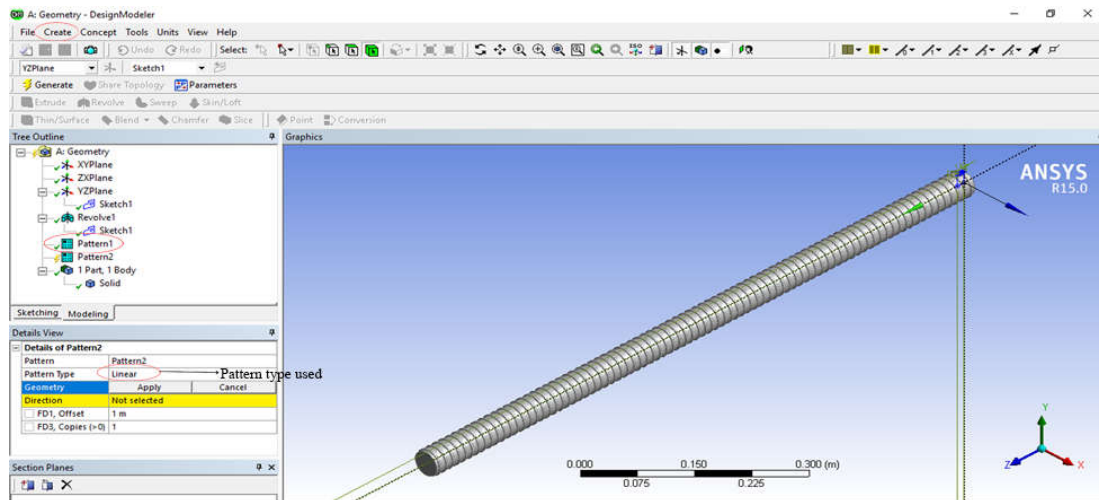 A: Geometry - DesignModeler
File Create Concept Tools Units View Help
Undo Redo Select:
YZPlane Sketch1
Generate Share Topology Parameters
Extrude Revolve Sweep Skin/Loft
Thin/Surface Blend Chamfer Slice Point Conversion
Tree Outline
A: Geometry
XYPlane
ZXPlane
YZPlane
Sketch1
Revolve1
Sketch1
Pattern1
Pattern2
1 Part, 1 Body
Solid
Sketching Modeling
Details View
Details of Pattern2
Pattern Pattern2
Pattern Type Linear
Pattern type used
Geometry Apply Cancel
Direction Not selected
FD1, Offset 1 m
FD3, Copies (>0) 1
Section Planes
Graphics
ANSYS
R15.0
0.000 0.150 0.300 (m)
0.075 0.225
Y
Z X